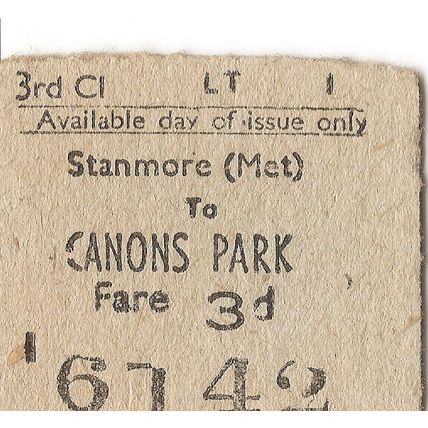 3rd Cl LT 1
Available day of issue only
Stanmore (Met)
To
CANONS PARK
Fare 3d
6142